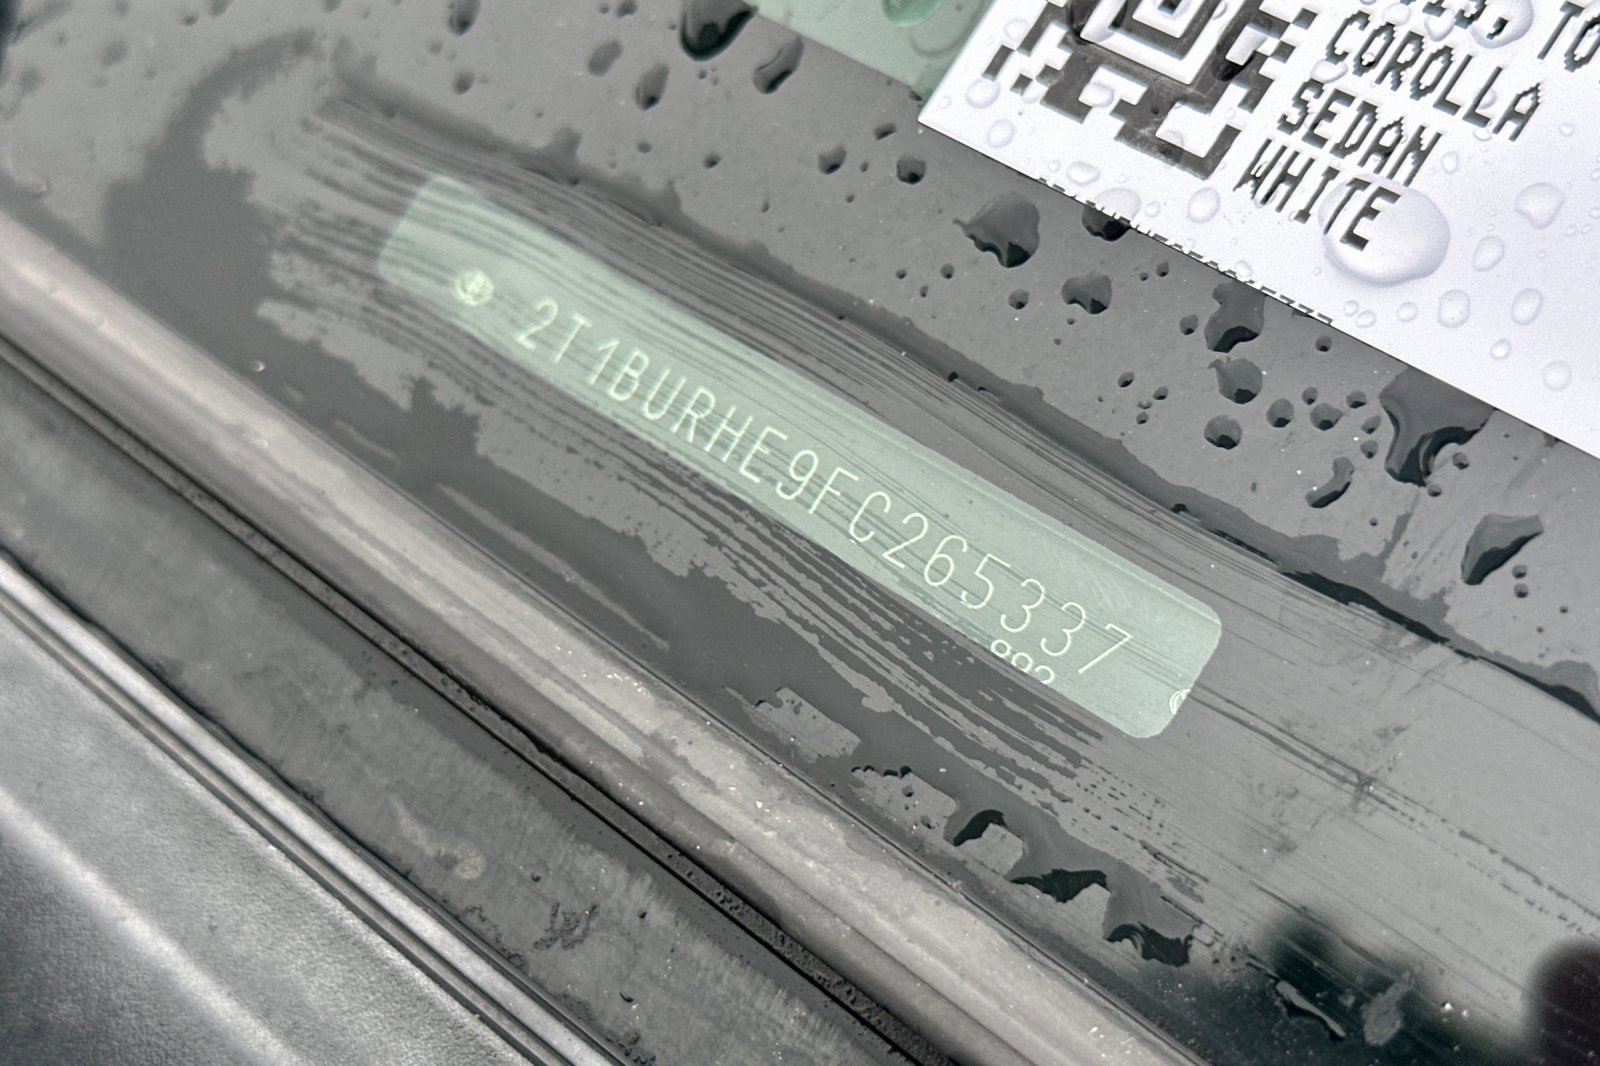 COROLLA
SEDAN
WHITE
2T1BURHE9FC265337